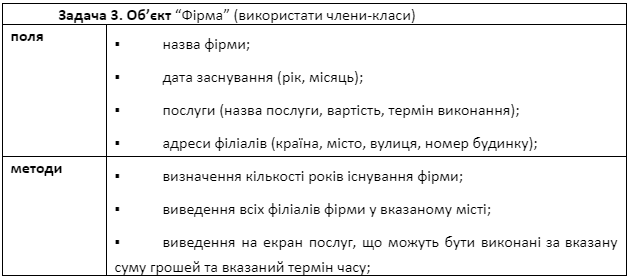 Задача 3. Об’єкт “Фірма” (використати члени-класи)
поля
▪ назва фірми;
▪ дата заснування (рік, місяць);
▪ послуги (назва послуги, вартість, термін виконання);
▪ адреси філіалів (країна, місто, вулиця, номер будинку);
методи
▪ визначення кількості років існування фірми;
▪ виведення всіх філіалів фірми у вказаному місті;
▪ виведення на екран послуг, що можуть бути виконані за вказану
суму грошей та вказаний термін часу;